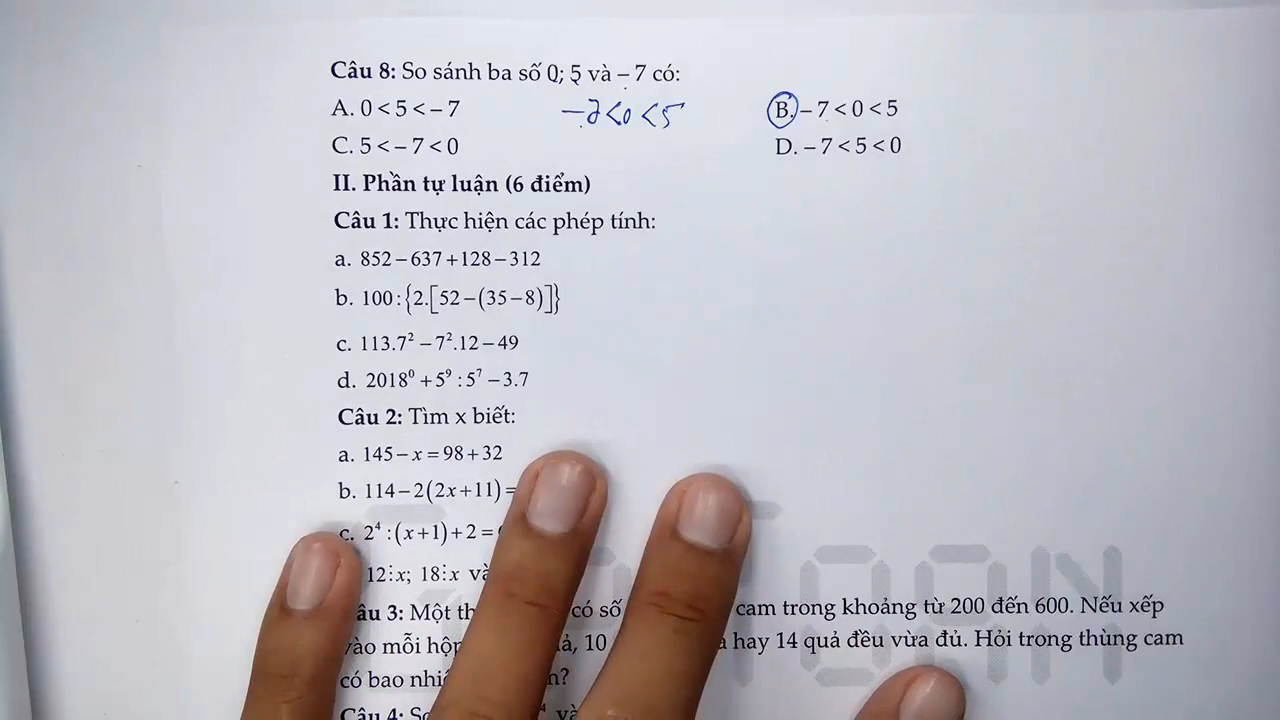 Câu 8: So sánh ba số 0; 5 và – 7 có:
A. 0 < 5 < – 7
–7<0<5
B. – 7 < 0 < 5
C. 5 < – 7 < 0
D. – 7 < 5 < 0
II. Phần tự luận (6 điểm)
Câu 1: Thực hiện các phép tính:
a. 852 – 637 + 128 – 312
b. 100 : {2.[52 – (35 – 8)]}
c. 113.7² – 7².12 – 49
d. 2018⁰ + 5⁹ : 5⁷ – 3.7
Câu 2: Tìm x biết:
a. 145 – x = 98 + 32
b. 114 – 2(2x + 11) =
c. 2⁴ : (x + 1) + 2 =
12⋮x; 18⋮x và
Câu 3: Một có số cam trong khoảng từ 200 đến 600. Nếu xếp
vào mỗi 10 hay 14 quả đều vừa đủ. Hỏi trong thùng cam
có bao
Câu 4: và